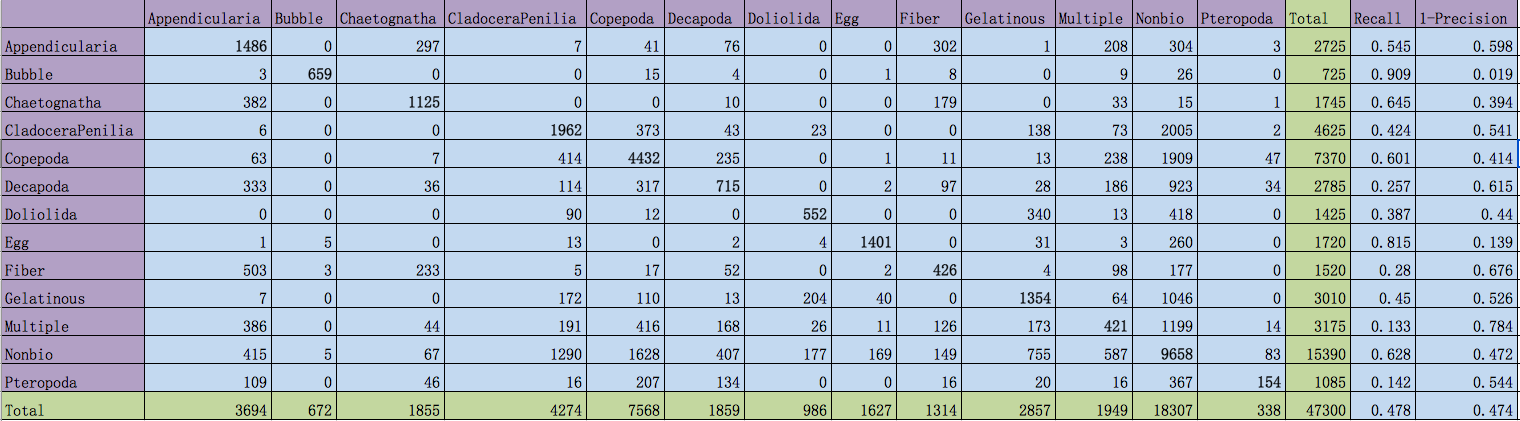 Appendicularia Bubble Chaetognatha CladoceraPenilia Copepoda Decapoda Doliolida Egg Fiber Gelatinous Multiple Nonbio Pteropoda Total Recall 1-Precision
Appendicularia 1486 0 297 7 41 76 0 0 302 1 208 304 3 2725 0.545 0.598
Bubble 3 659 0 0 15 4 0 1 8 0 9 26 0 725 0.909 0.019
Chaetognatha 382 0 1125 0 0 10 0 0 179 0 33 15 1 1745 0.645 0.394
CladoceraPenilia 6 0 0 1962 373 43 23 0 0 138 73 2005 2 4625 0.424 0.541
Copepoda 63 0 7 414 4432 235 0 1 11 13 238 1909 47 7370 0.601 0.414
Decapoda 333 0 36 114 317 715 0 2 97 28 186 923 34 2785 0.257 0.615
Doliolida 0 0 0 90 12 0 552 0 0 340 13 418 0 1425 0.387 0.44
Egg 1 5 0 13 0 2 4 1401 0 31 3 260 0 1720 0.815 0.139
Fiber 503 3 233 5 17 52 0 2 426 4 98 177 0 1520 0.28 0.676
Gelatinous 7 0 0 172 110 13 204 40 0 1354 64 1046 0 3010 0.45 0.526
Multiple 386 0 44 191 416 168 26 11 126 173 421 1199 14 3175 0.133 0.784
Nonbio 415 5 67 1290 1628 407 177 169 149 755 587 9658 83 15390 0.628 0.472
Pteropoda 109 0 46 16 207 134 0 0 16 20 16 367 154 1085 0.142 0.544
Total 3694 672 1855 4274 7568 1859 986 1627 1314 2857 1949 18307 338 47300 0.478 0.474